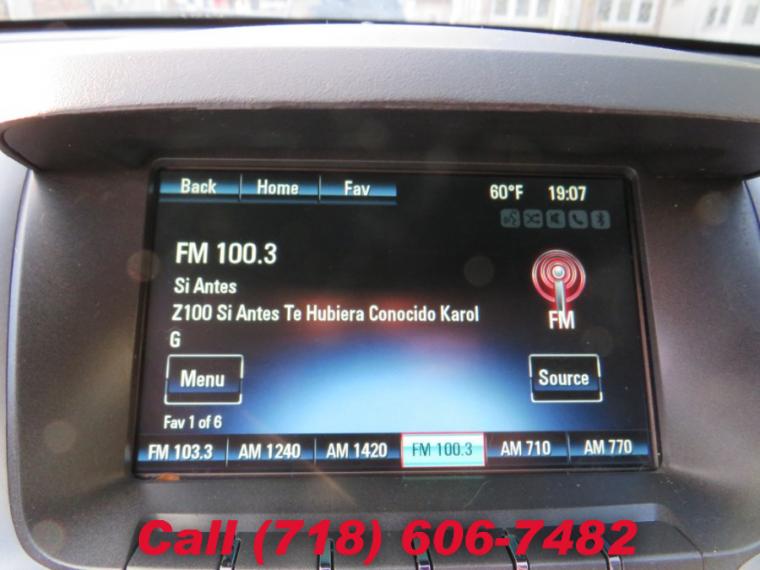 Back Home Fav 60°F 19:07
FM 100.3
Si Antes
Z100 Si Antes Te Hubiera Conocido Karol
G
FM
Menu Source
Fav 1 of 6
FM 103.3 AM 1240 AM 1420 FM 100.3 AM 710 AM 770
Call (718) 606-7482